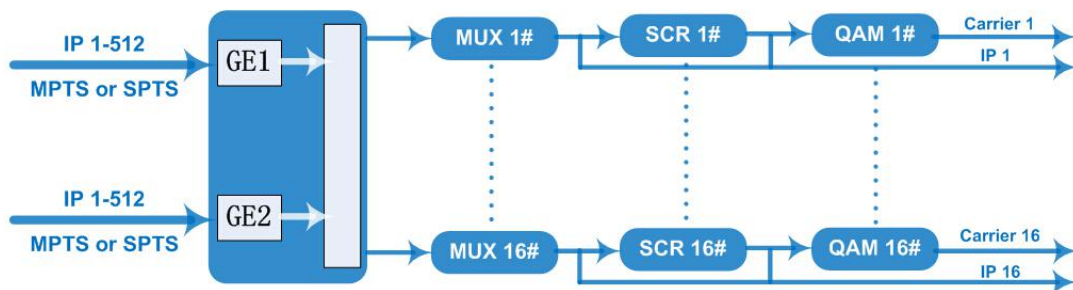 IP 1-512
MPTS or SPTS
GE1
MUX 1#
SCR 1#
QAM 1#
Carrier 1
IP 1
IP 1-512
MPTS or SPTS
GE2
MUX 16#
SCR 16#
QAM 16#
Carrier 16
IP 16